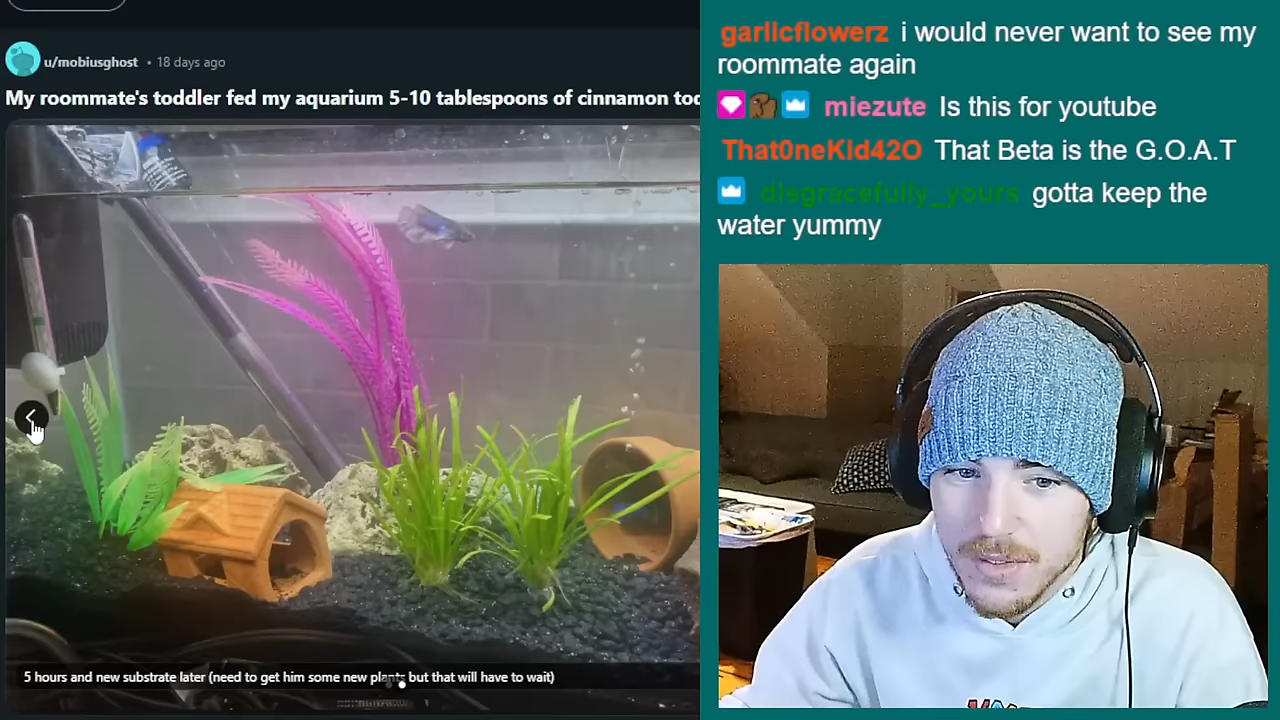 u/mobiusghost • 18 days ago
My roommate's toddler fed my aquarium 5-10 tablespoons of cinnamon
5 hours and new substrate later (need to get him some new plants but that will have to wait)
garlicflowerz i would never want to see my
roommate again
miezute Is this for youtube
That0neKid42O That Beta is the G.O.A.T
disgracefully_yours gotta keep the
water yummy